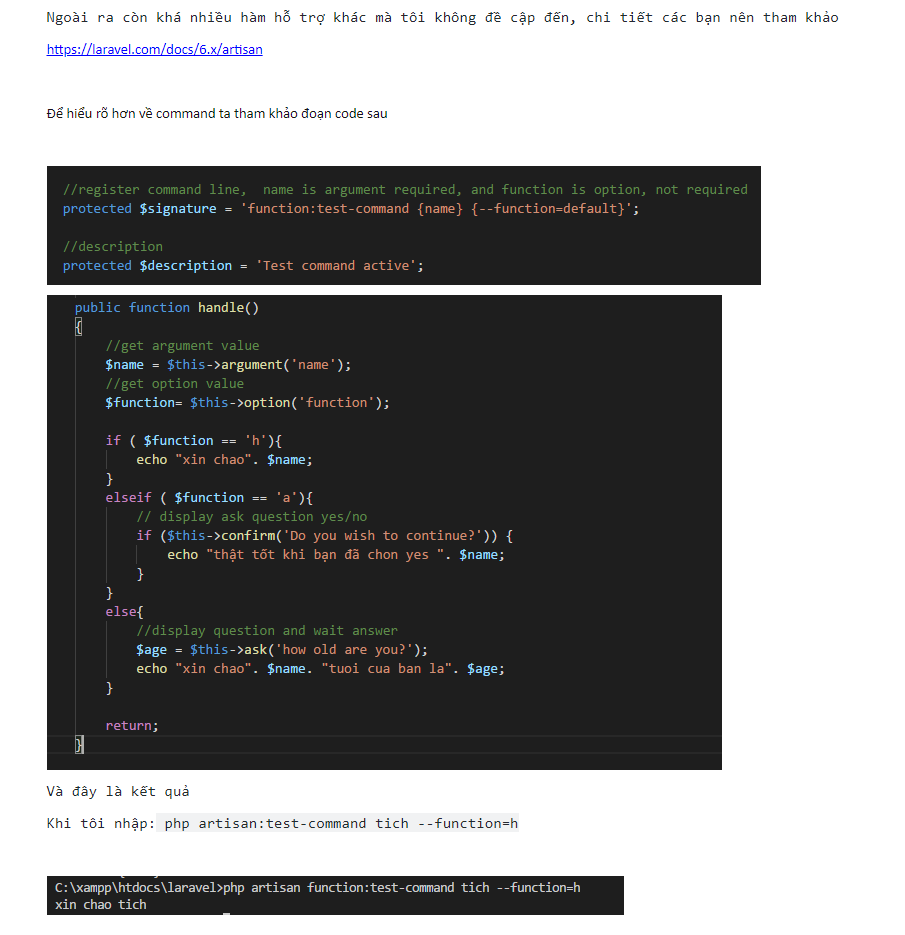 Ngoài ra còn khá nhiều hàm hỗ trợ khác mà tôi không đề cập đến, chi tiết các bạn nên tham khảo
https://laravel.com/docs/6.x/artisan
Để hiểu rõ hơn về command ta tham khảo đoạn code sau
//register command line,  name is argument required, and function is option, not required
protected $signature = 'function:test-command {name} {--function=default}';
//description
protected $description = 'Test command active';
public function handle()
{
//get argument value
$name = $this->argument('name');
//get option value
$function= $this->option('function');
if ( $function == 'h'){
echo "xin chao". $name;
}
elseif ( $function == 'a'){
// display ask question yes/no
if ($this->confirm('Do you wish to continue?')) {
echo "thật tốt khi bạn đã chon yes ". $name;
}
}
else{
//display question and wait answer
$age = $this->ask('how old are you?');
echo "xin chao". $name. "tuoi cua ban la". $age;
}
return;
}
Và đây là kết quả
Khi tôi nhập: php artisan:test-command tich --function=h
C:\xampp\htdocs\laravel>php artisan function:test-command tich --function=h
xin chao tich